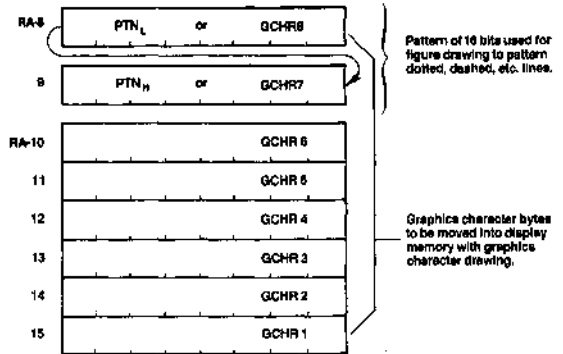 RA-8 PTNL or GCHR8
9 PTNH or GCHR7
RA-10 GCHR 6
11 GCHR 5
12 GCHR 4
13 GCHR 3
14 GCHR 2
15 GCHR 1
Pattern of 16 bits used for
figure drawing to pattern
dotted, dashed, etc. lines.
Graphics character bytes
to be moved into display
memory with graphics
character drawing.